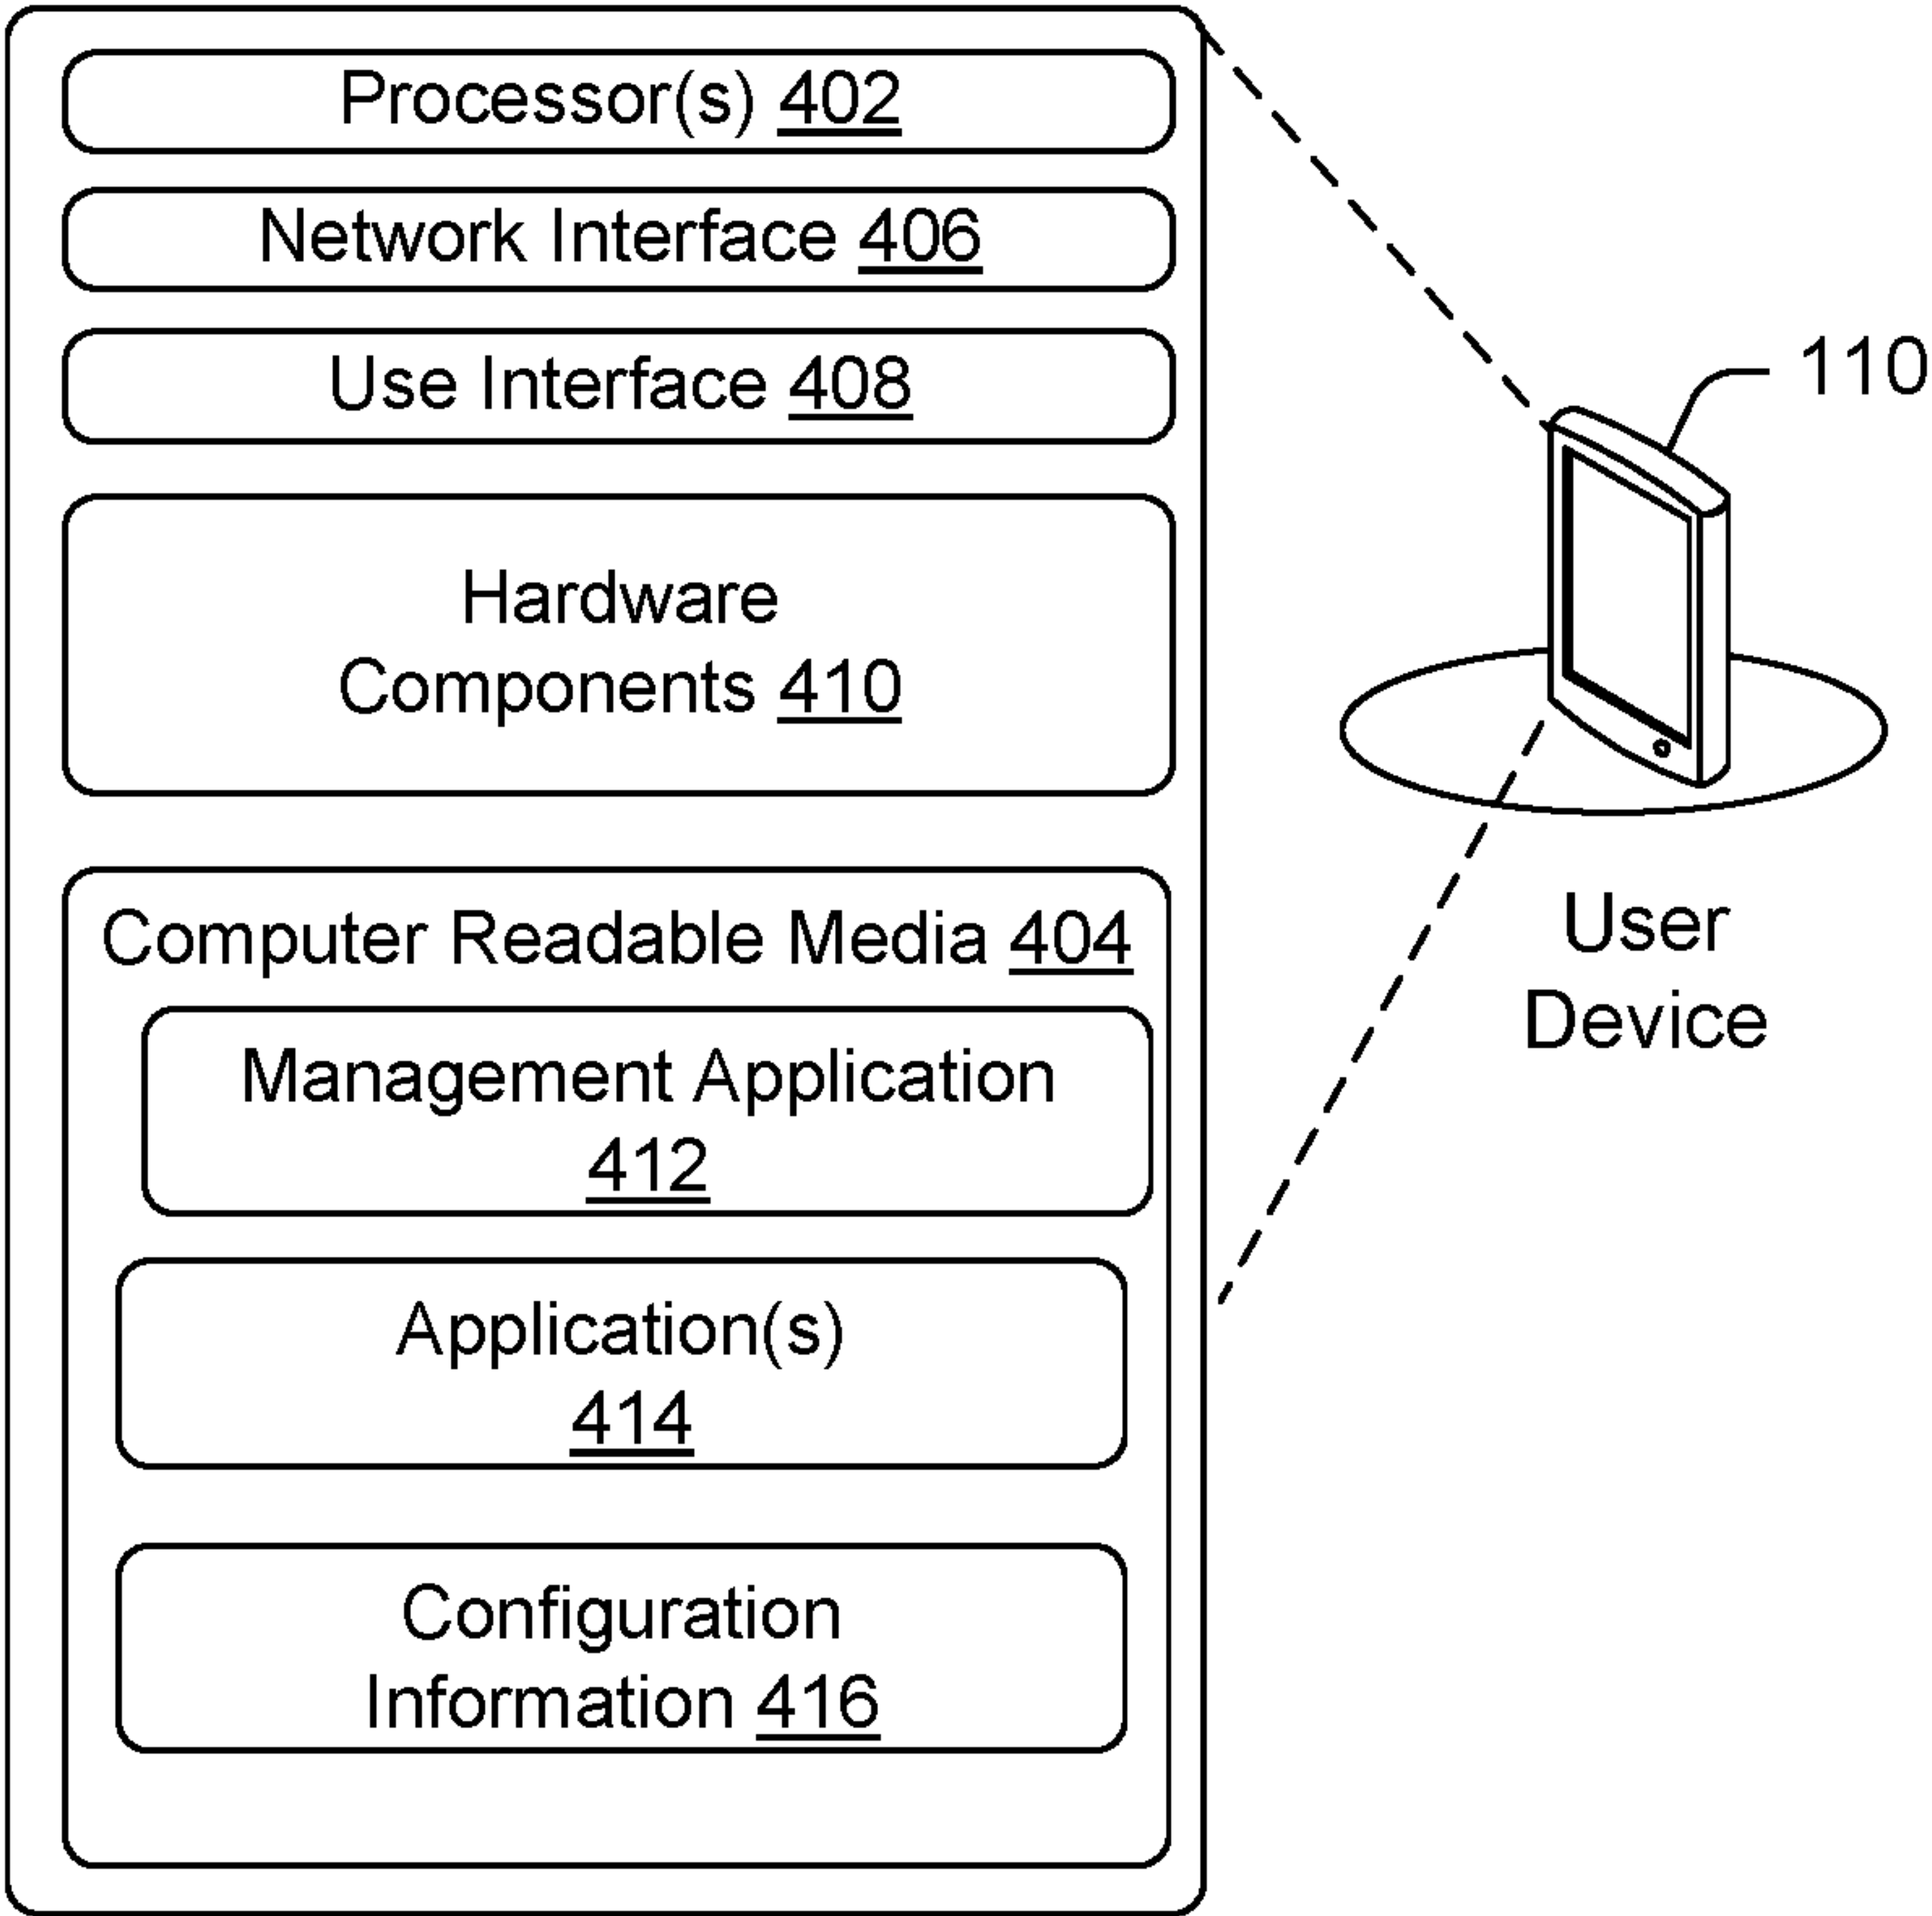 Processor(s) 402
Network Interface 406
Use Interface 408
Hardware
Components 410
Computer Readable Media 404
Management Application
412
Application(s)
414
Configuration
Information 416
110
User
Device